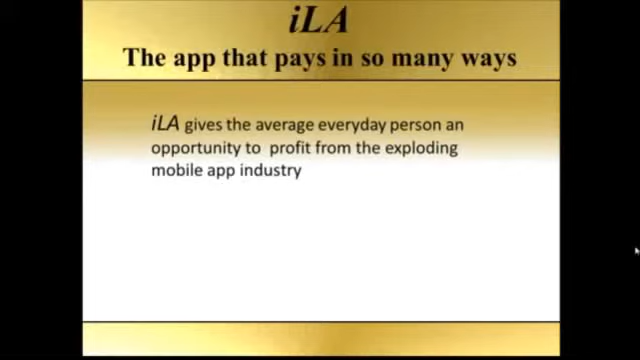 iLA
The app that pays in so many ways
iLA gives the average everyday person an
opportunity to profit from the exploding
mobile app industry